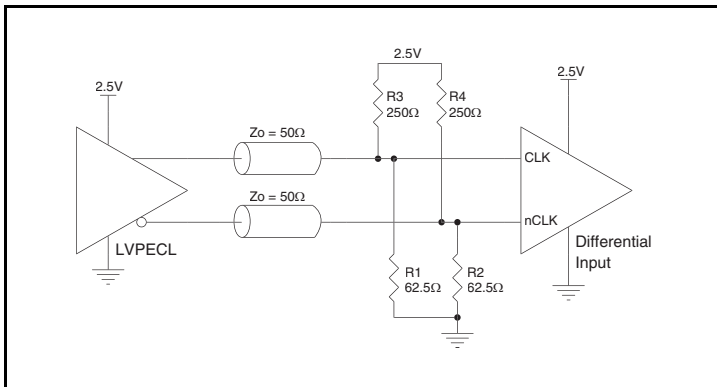 2.5V
2.5V
2.5V
R3
250Ω
R4
250Ω
Zo = 50Ω
CLK
Zo = 50Ω
nCLK
LVPECL
Differential
Input
R1
62.5Ω
R2
62.5Ω